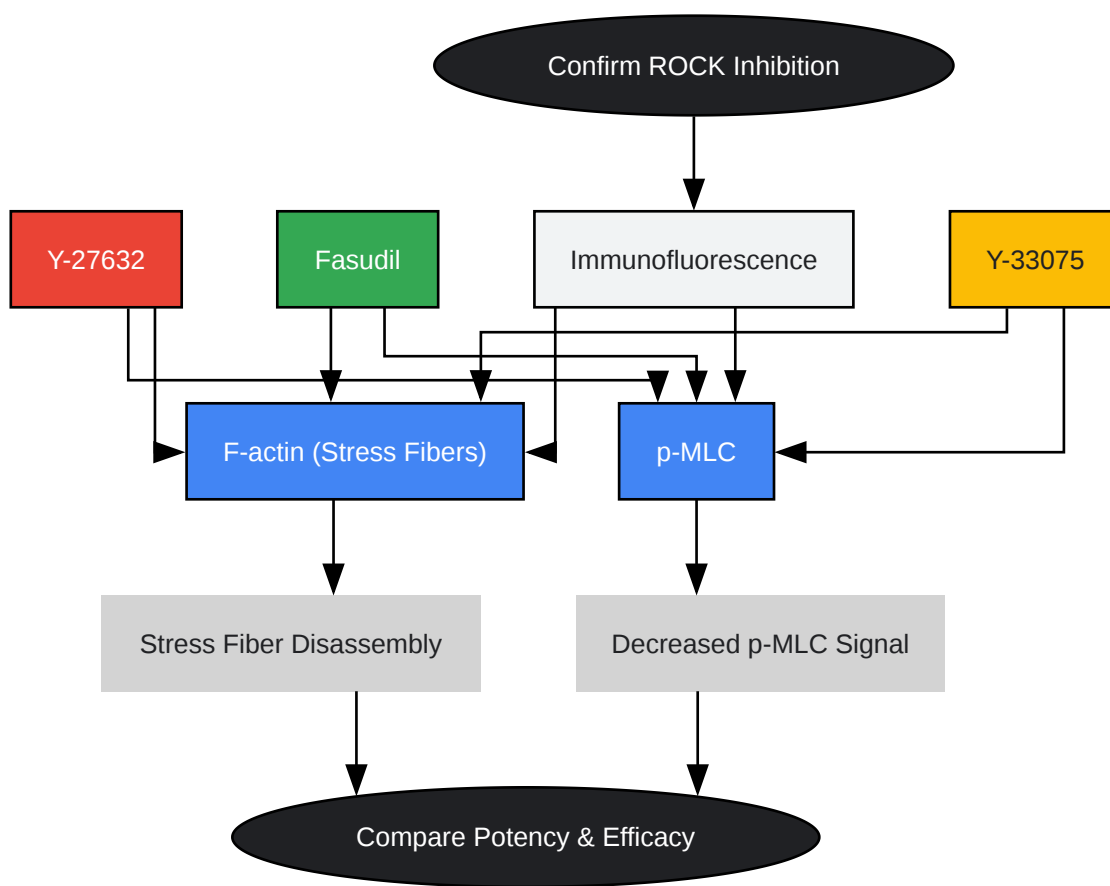 Confirm ROCK Inhibition
Y-27632
Fasudil
Immunofluorescence
Y-33075
F-actin (Stress Fibers)
p-MLC
Stress Fiber Disassembly
Decreased p-MLC Signal
Compare Potency & Efficacy